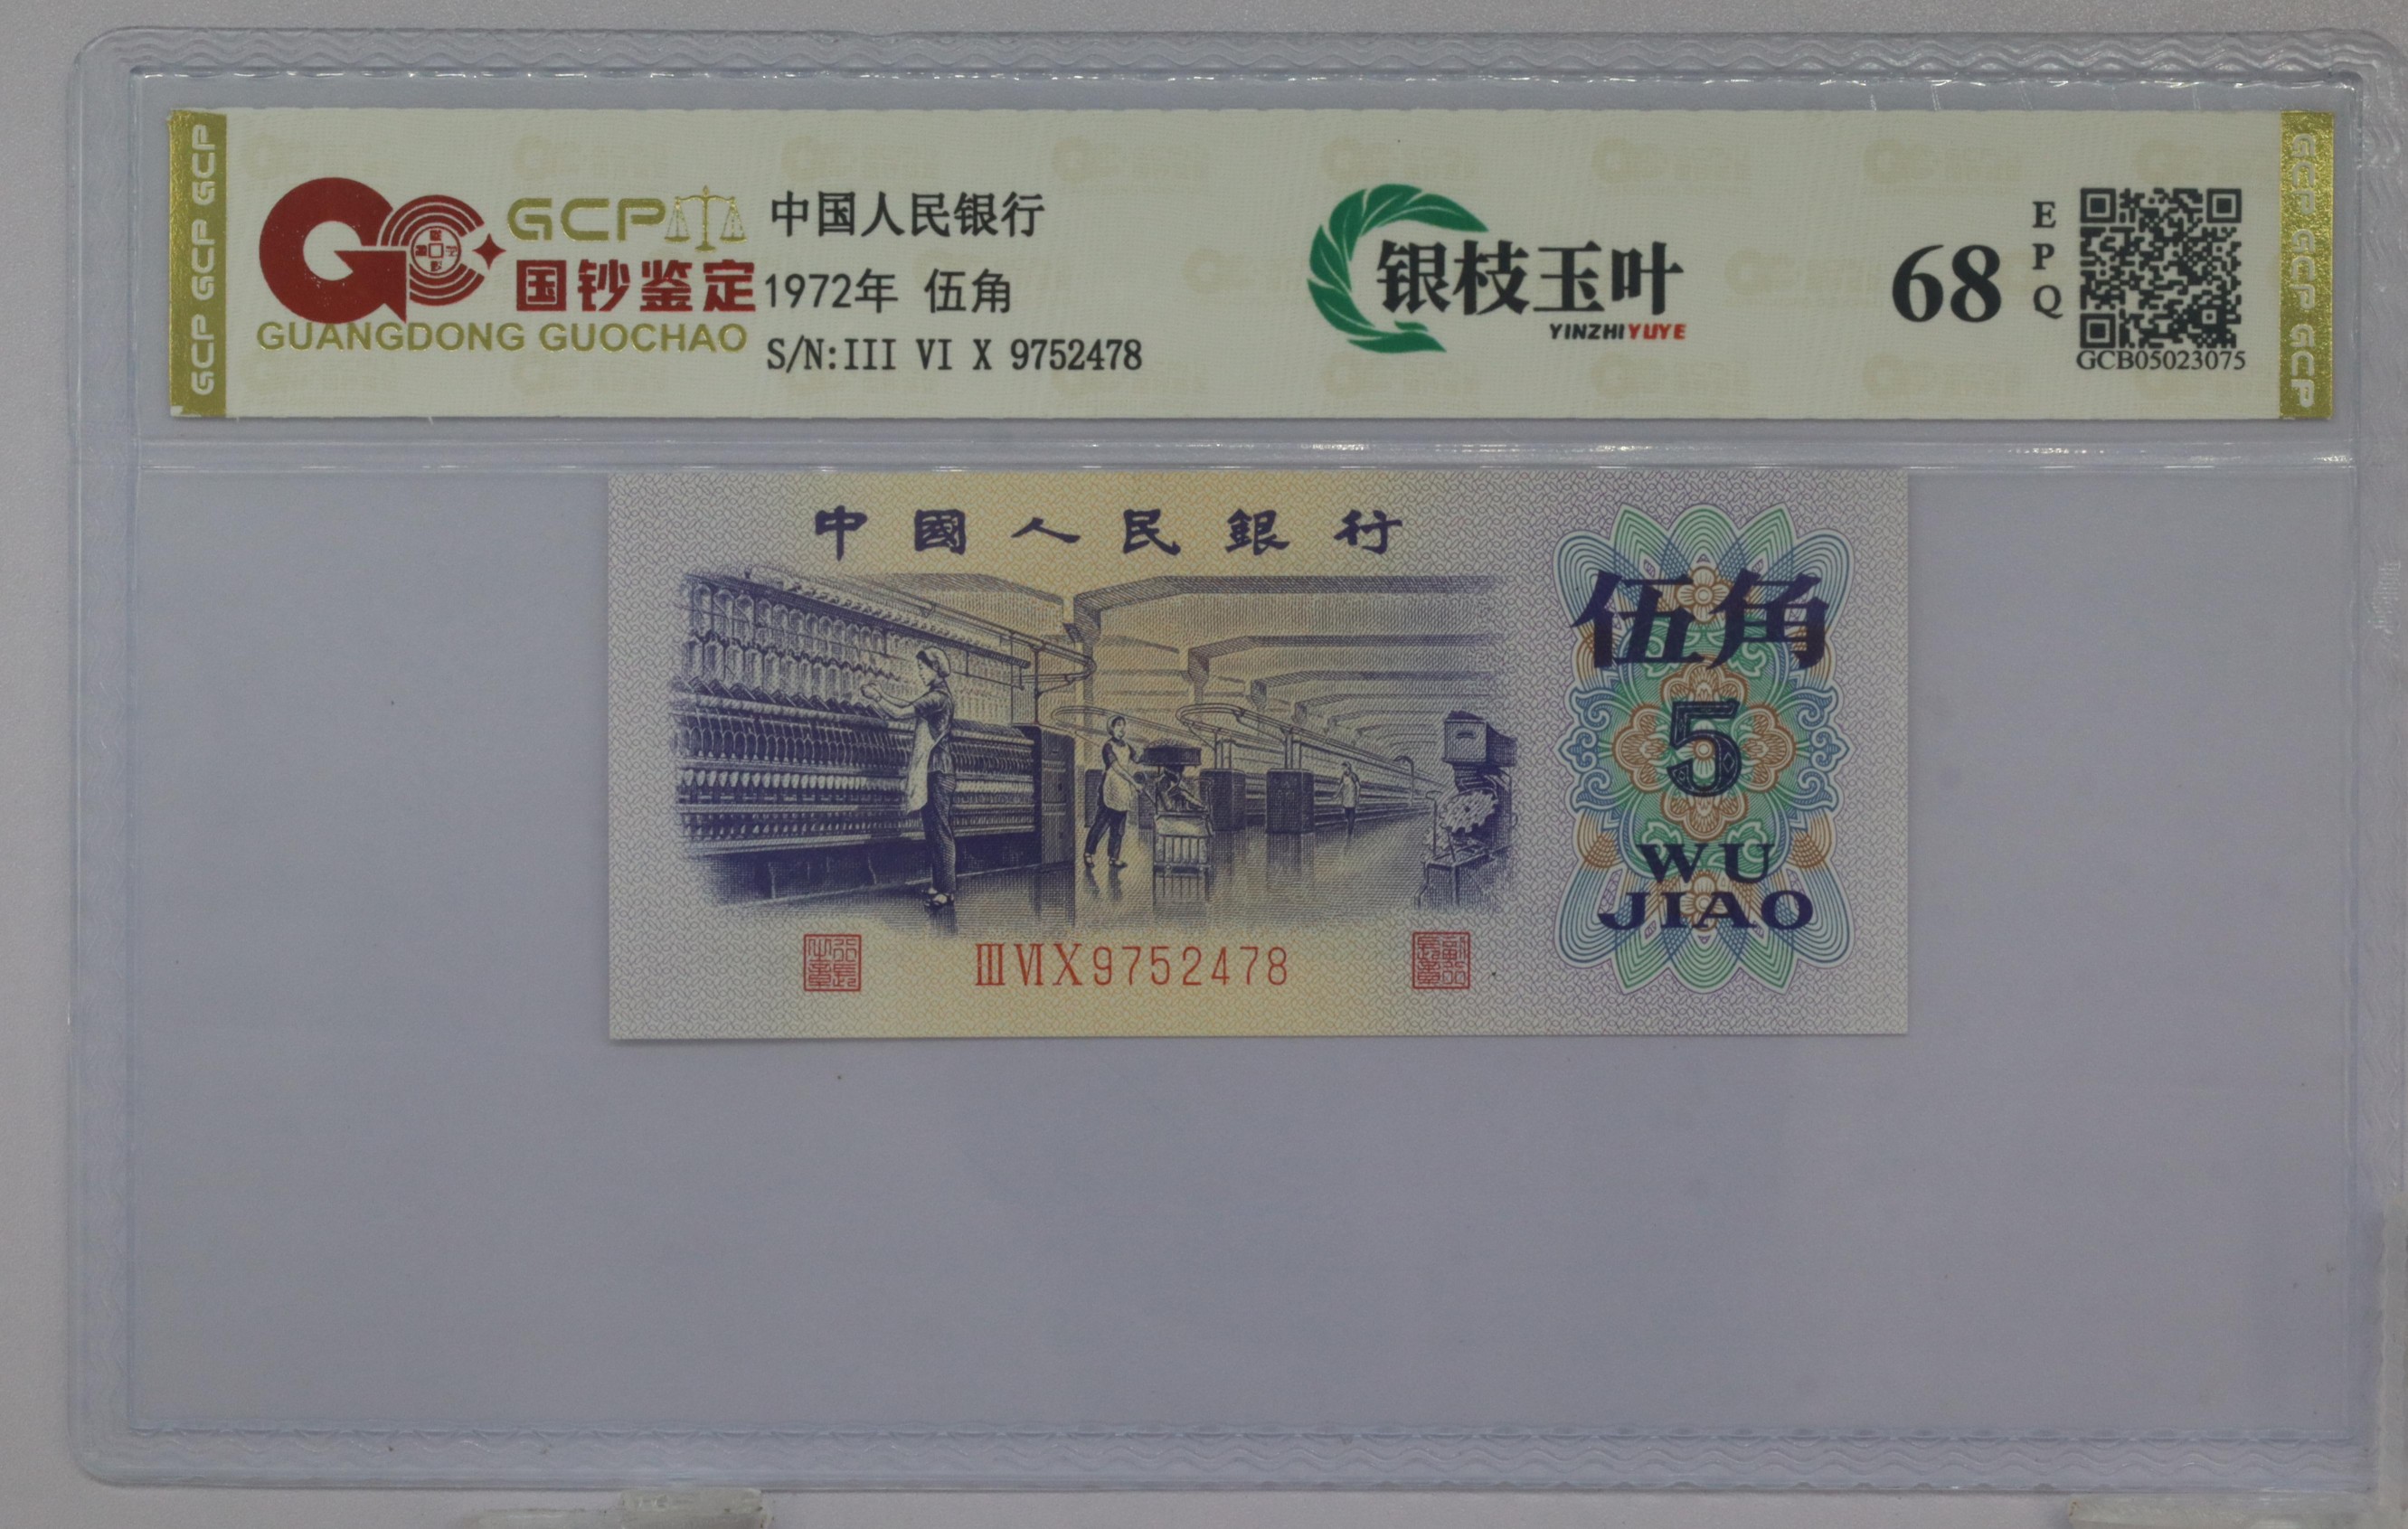 GCP GCP GCP
GCP
国钞鉴定
GUANGDONG GUOCHAO
中国人民银行
1972年 伍角
S/N:III VI X 9752478
银枝玉叶
YINZHIYUYE
68
EPQ
GCB05023075
GCP GCP GCP
中國人民銀行
伍角
5
WU
JIAO
ⅢⅥⅩ9752478